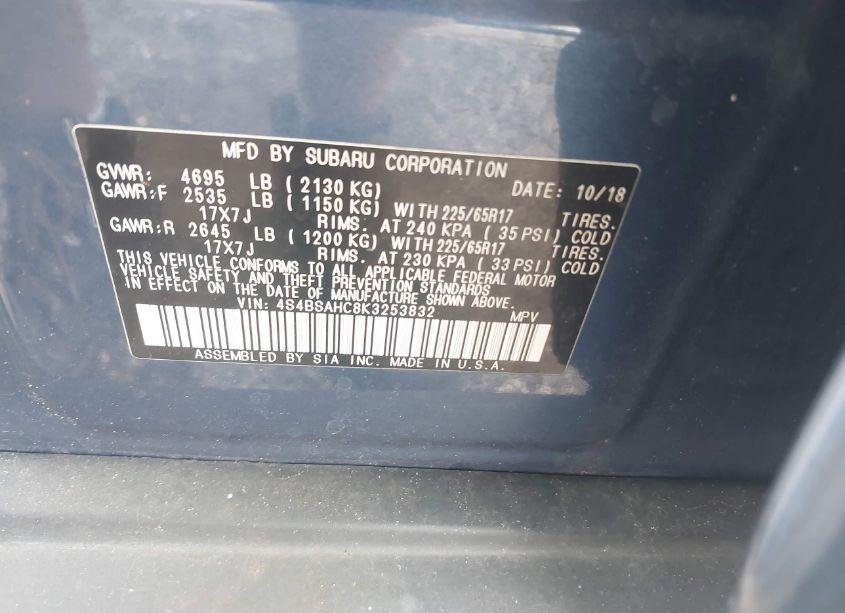 MFD BY SUBARU CORPORATION
GVWR: 4695 LB ( 2130 KG) DATE: 10/18
GAWR:F 2535 LB ( 1150 KG) WITH 225/65R17 TIRES.
17X7J RIMS. AT 240 KPA ( 35 PSI) COLD
GAWR:R 2645 LB ( 1200 KG) WITH 225/65R17 TIRES.
17X7J RIMS. AT 230 KPA ( 33 PSI) COLD
THIS VEHICLE CONFORMS TO ALL APPLICABLE FEDERAL MOTOR
VEHICLE SAFETY AND THEFT PREVENTION STANDARDS
IN EFFECT ON THE DATE OF MANUFACTURE SHOWN ABOVE.
VIN: 4S4BSAHC8K3253832 MPV
ASSEMBLED BY SIA INC. MADE IN U.S.A.